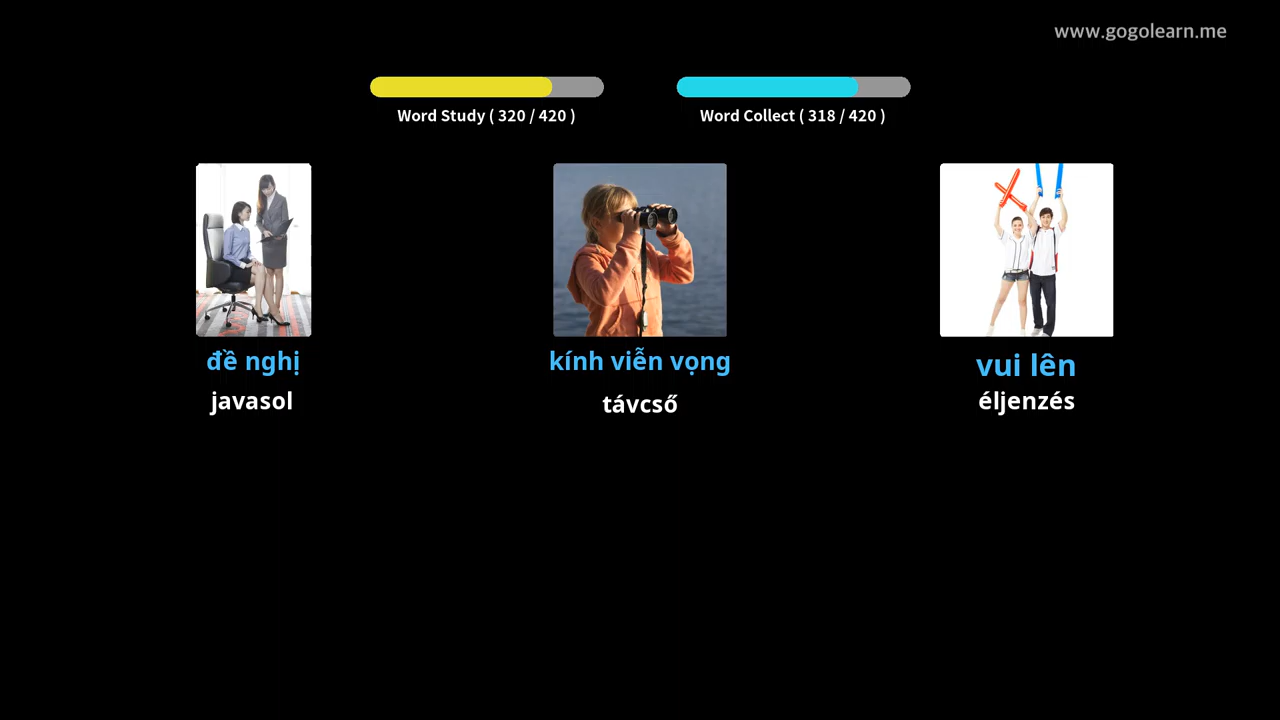 www.gogolearn.me
Word Study ( 320 / 420 )
Word Collect ( 318 / 420 )
đề nghị
javasol
kính viễn vọng
távcső
vui lên
éljenzés